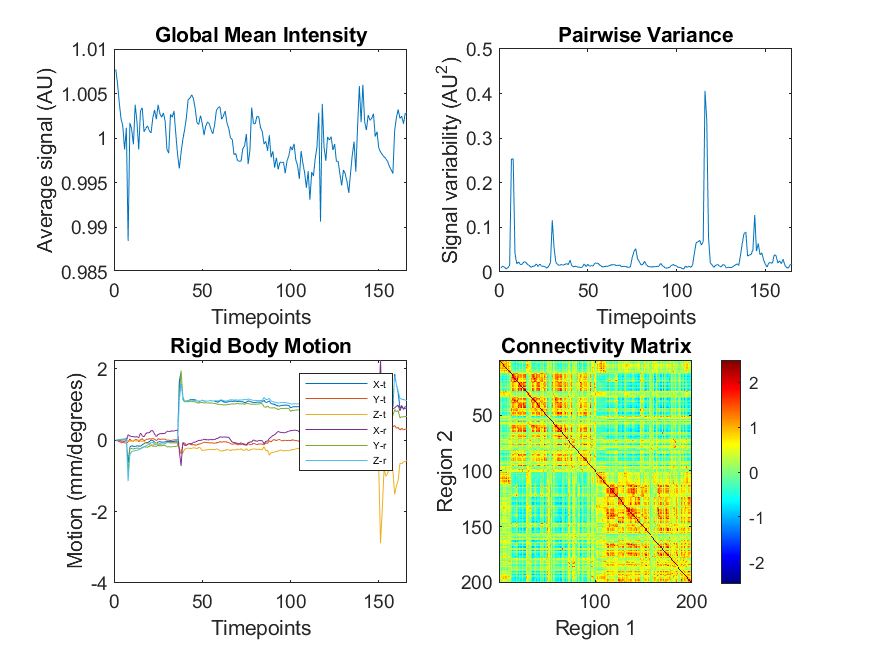 Global Mean Intensity
Average signal (AU)
1.01
1.005
1
0.995
0.99
0.985
0 50 100 150
Timepoints
Pairwise Variance
Signal variability (AU²)
0.5
0.4
0.3
0.2
0.1
0
0 50 100 150
Timepoints
Rigid Body Motion
Motion (mm/degrees)
2
0
-2
-4
0 50 100 150
Timepoints
X-t
Y-t
Z-t
X-r
Y-r
Z-r
Connectivity Matrix
Region 2
50
100
150
200
100 200
Region 1
2
1
0
-1
-2